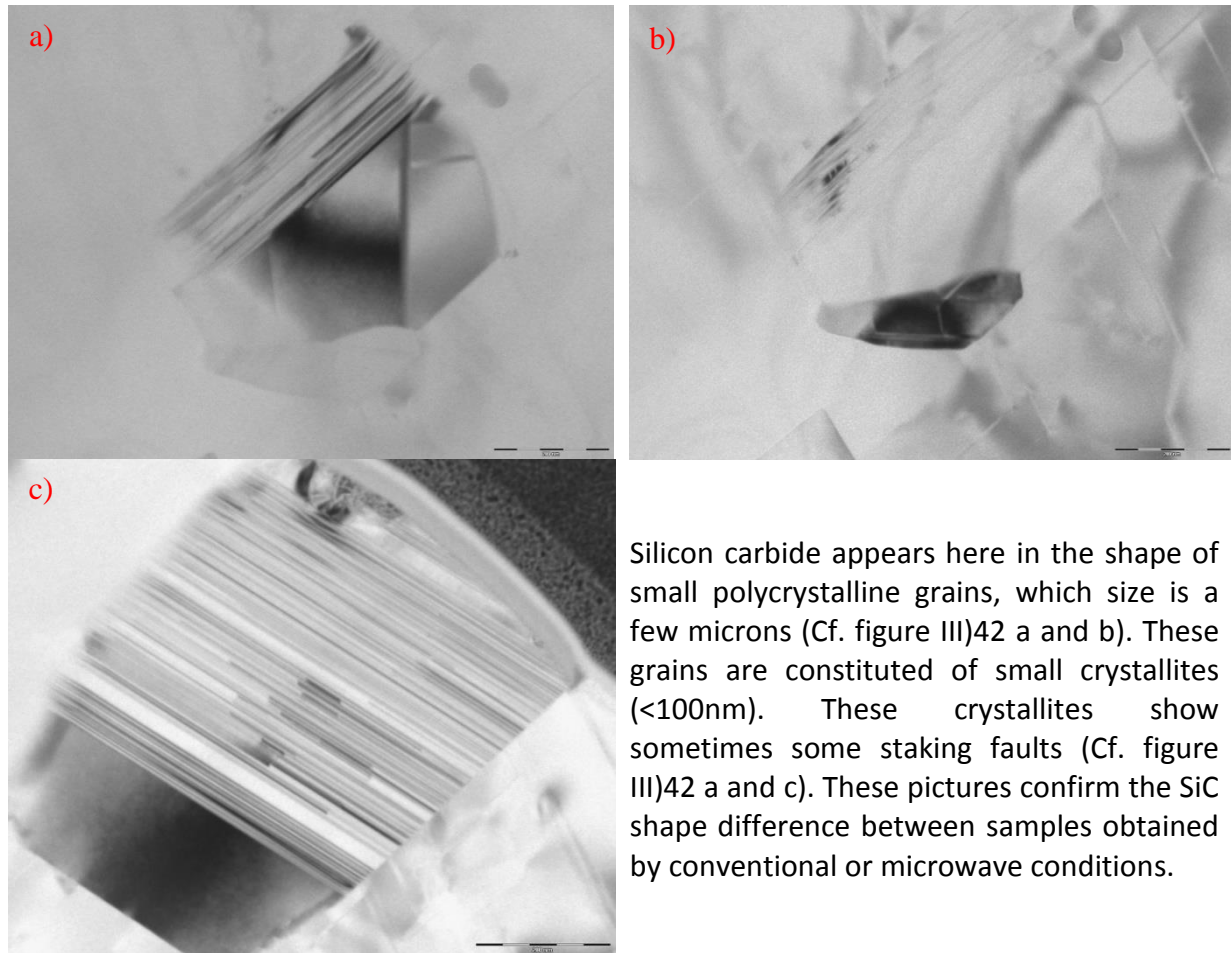 a)
b)
c)
Silicon carbide appears here in the shape of
small polycrystalline grains, which size is a
few microns (Cf. figure III)42 a and b). These
grains are constituted of small crystallites
(<100nm). These crystallites show
sometimes some staking faults (Cf. figure
III)42 a and c). These pictures confirm the SiC
shape difference between samples obtained
by conventional or microwave conditions.